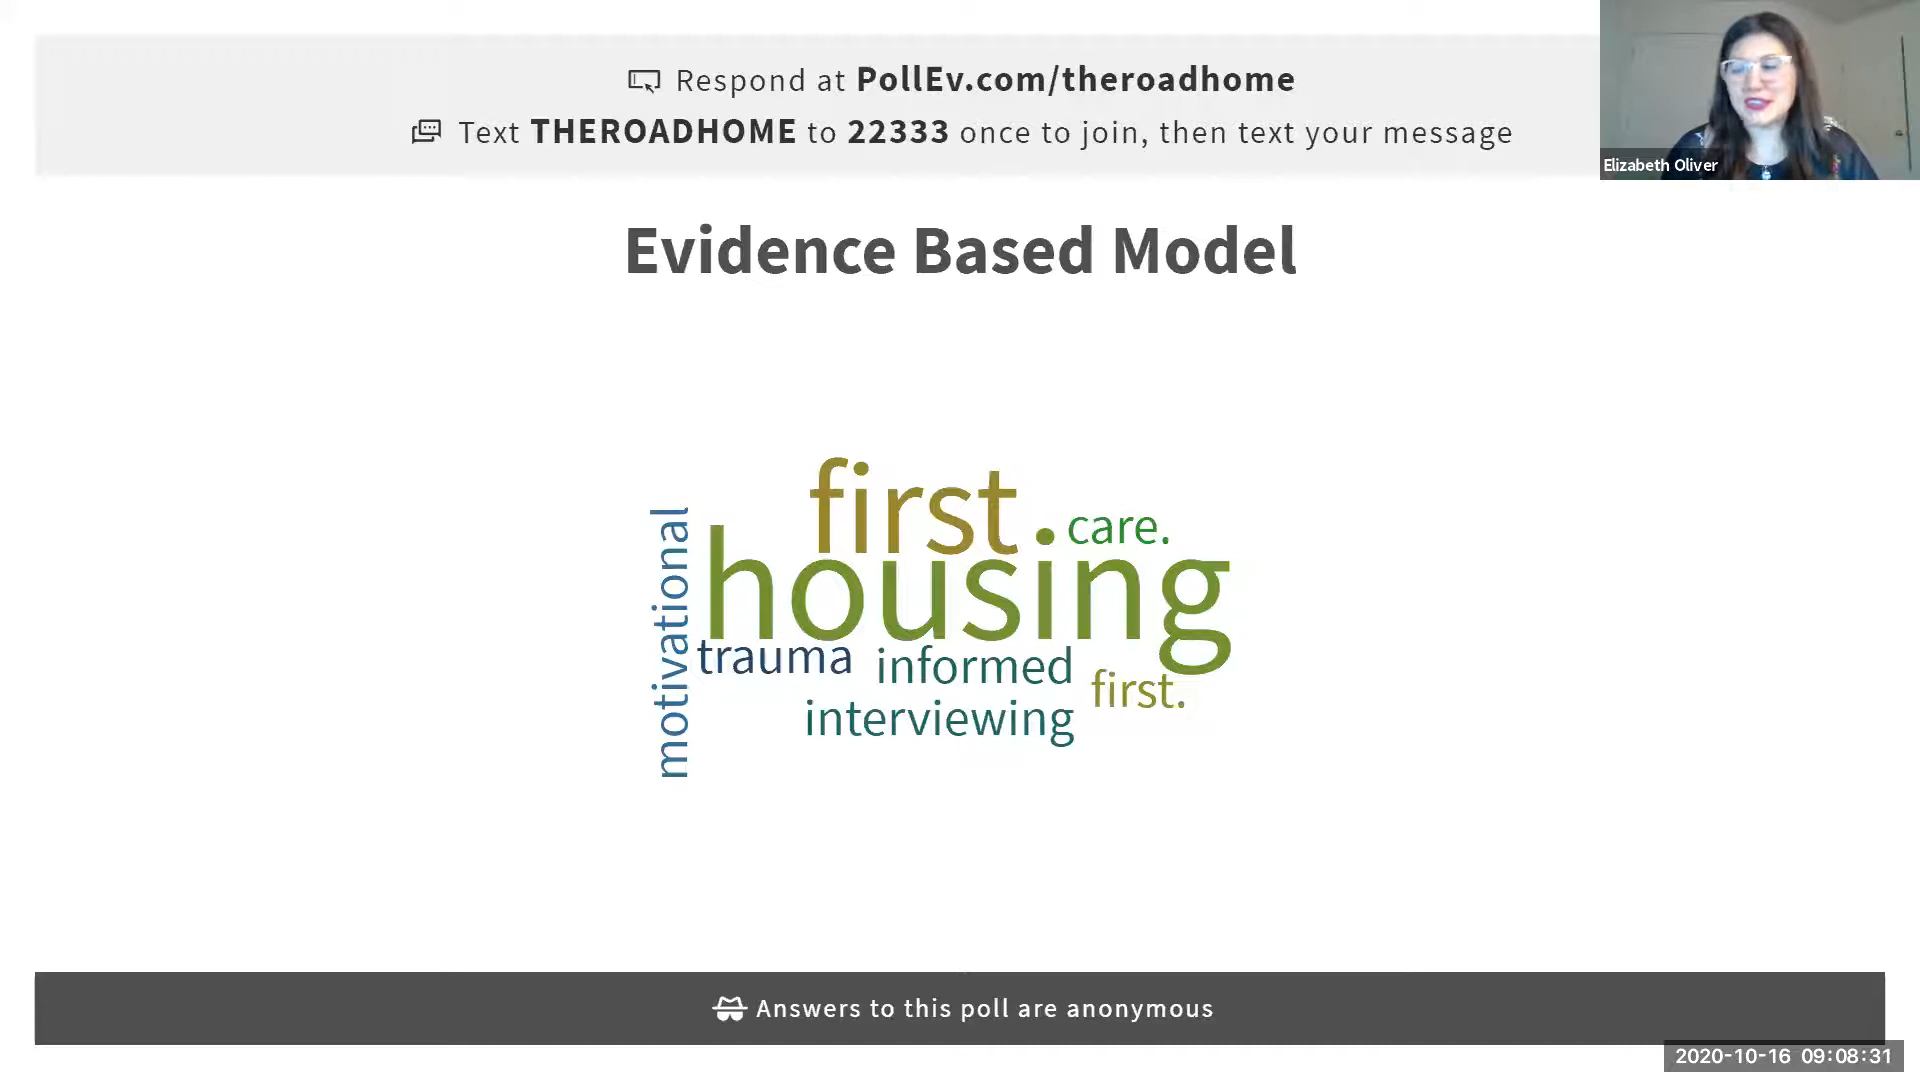 Respond at PollEv.com/theroadhome
Text THEROADHOME to 22333 once to join, then text your message
Elizabeth Oliver
Evidence Based Model
first
care.
housing
motivational
trauma
informed
first.
interviewing
Answers to this poll are anonymous
2020-10-16 09:08:31